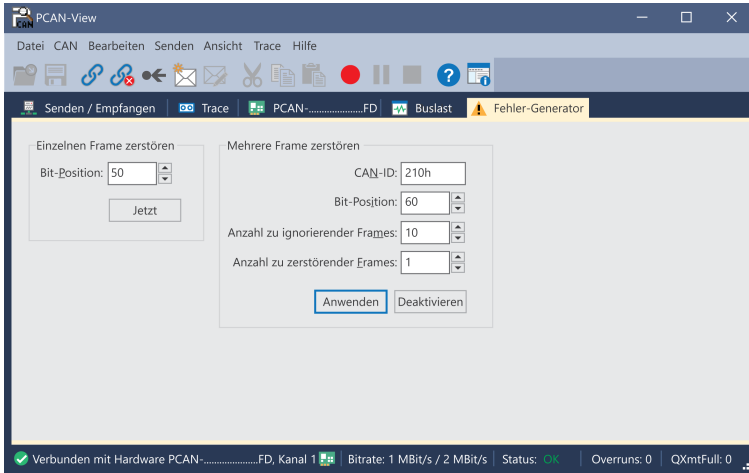 CAN
PCAN-View
Datei CAN Bearbeiten Senden Ansicht Trace Hilfe
Senden / Empfangen Trace PCAN-.....................FD Buslast Fehler-Generator
Einzelnen Frame zerstören
Bit-Position: 50
Jetzt
Mehrere Frame zerstören
CAN-ID: 210h
Bit-Position: 60
Anzahl zu ignorierender Frames: 10
Anzahl zu zerstörender Frames: 1
Anwenden Deaktivieren
Verbunden mit Hardware PCAN-.....................FD, Kanal 1 Bitrate: 1 MBit/s / 2 MBit/s Status: OK Overruns: 0 QXmtFull: 0